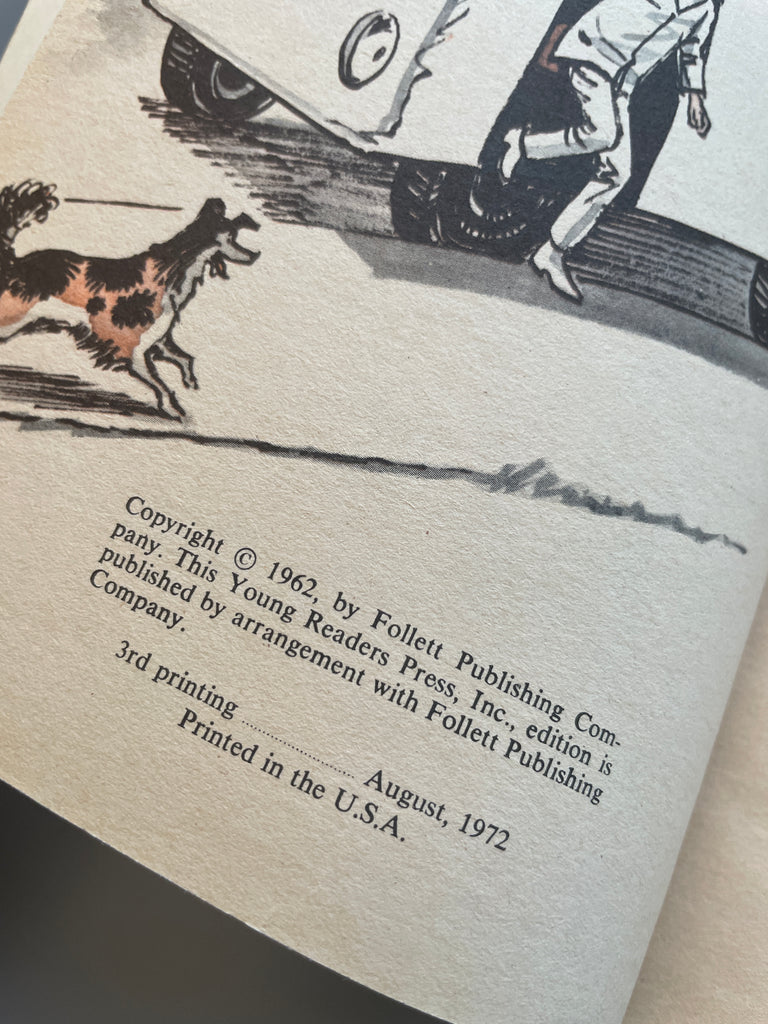 Copyright © 1962, by Follett Publishing Com-
pany. This Young Readers Press, Inc., edition is
published by arrangement with Follett Publishing
Company.
3rd printing .......................... August, 1972
Printed in the U.S.A.